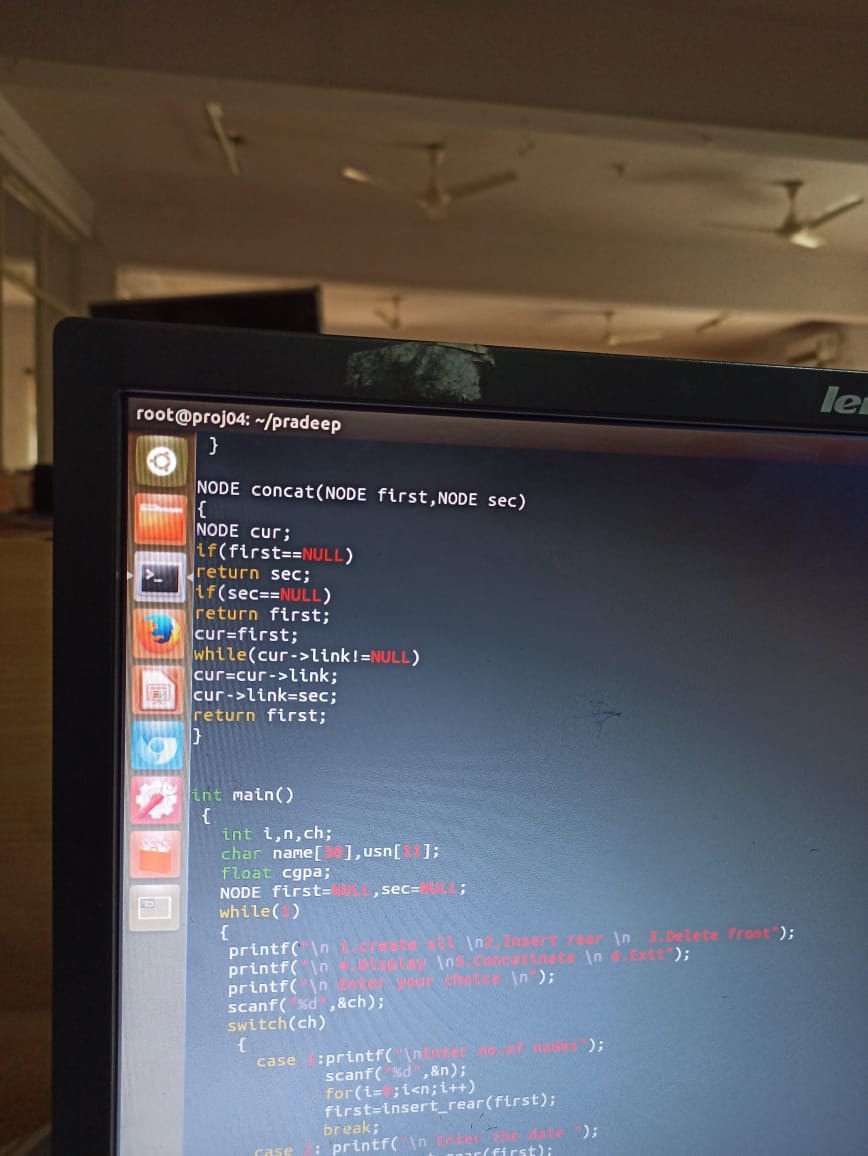 root@proj04: ~/pradeep
}
NODE concat(NODE first,NODE sec)
{
NODE cur;
if(first==NULL)
return sec;
if(sec==NULL)
return first;
cur=first;
while(cur->link!=NULL)
cur=cur->link;
cur->link=sec;
return first;
}
int main()
{
int i,n,ch;
char name[30],usn[11];
float cgpa;
NODE first=NULL,sec=NULL;
while(1)
{
printf("\n 1.create sll \n2.Insert rear \n  3.Delete front");
printf("\n 4.Display \n5.Concatinate \n 6.Exit");
printf("\n Enter your choice \n");
scanf("%d",&ch);
switch(ch)
{
case 1:printf("\nEnter no.of nodes");
scanf("%d",&n);
for(i=0;i<n;i++)
first=insert_rear(first);
break;
case 2: printf("\n Enter the date ");
(first);